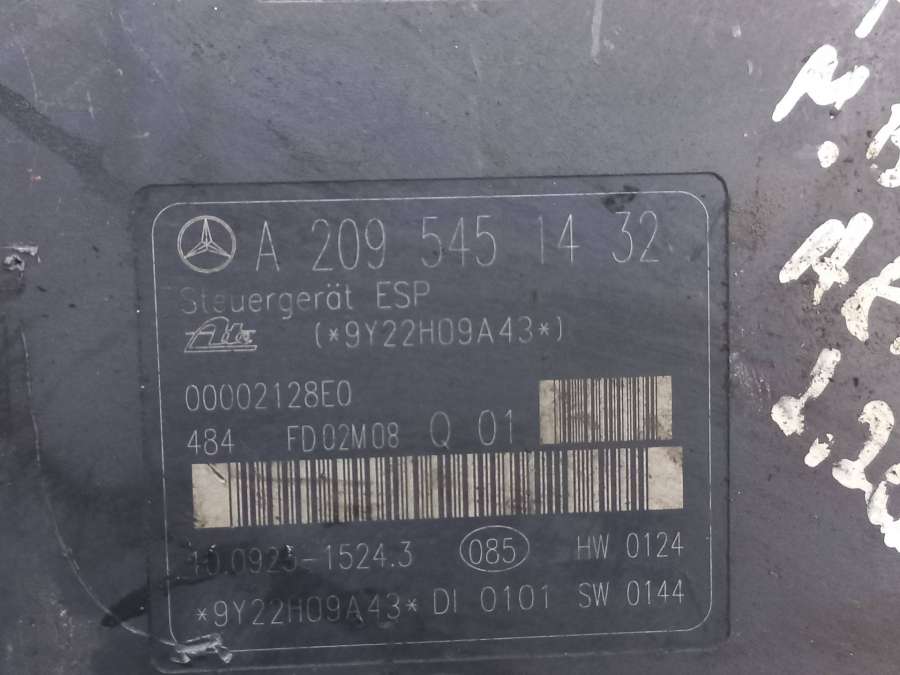 A 209 545 14 32
Steuergerät ESP
Ate (*9Y22H09A43*)
00002128E0
484 FD02M08 Q 01
10.0925-1524.3 085 HW 0124
*9Y22H09A43* DI 0101 SW 0144